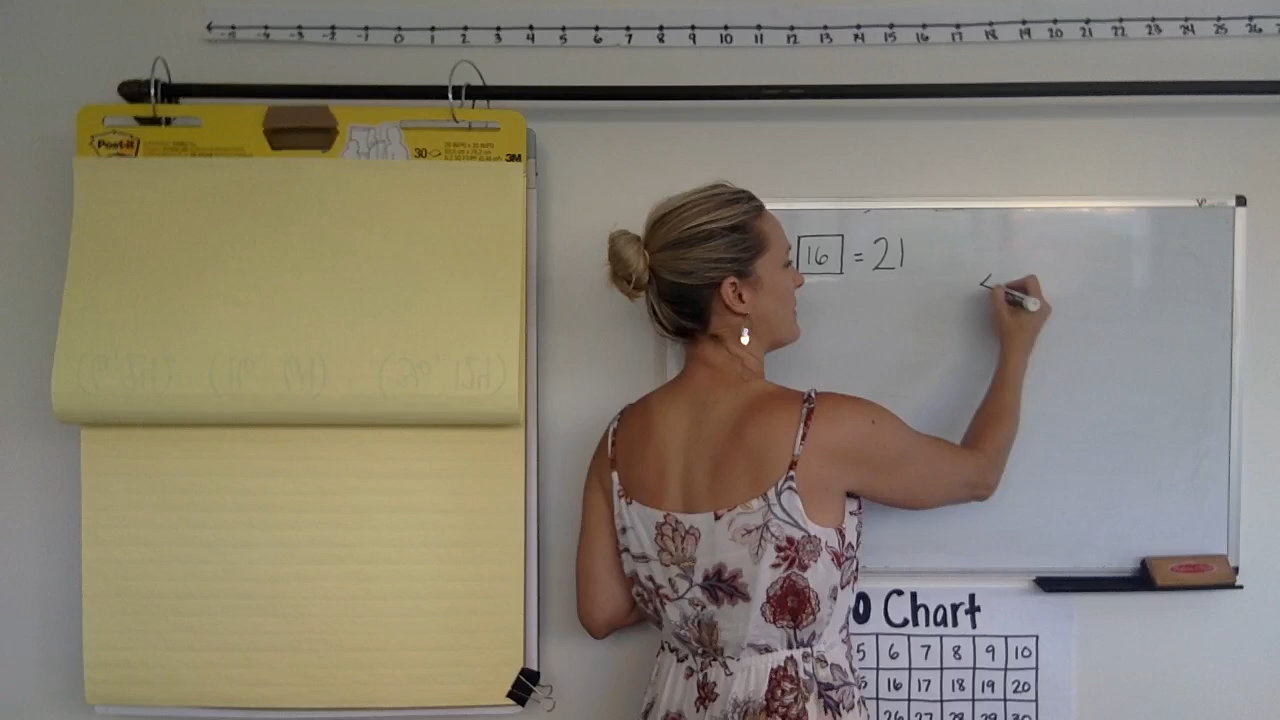 -5 -4 -3 -2 -1 0 1 2 3 4 5 6 7 8 9 10 11 12 13 14 15 16 17 18 19 20 21 22 23 24 25 26
Post-it
30
3M
16 = 21
<
0 Chart
5 6 7 8 9 10
5 16 17 18 19 20
26 27 28 29 30